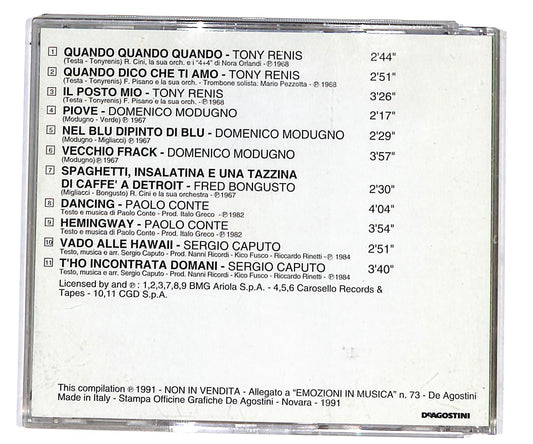 1 QUANDO QUANDO QUANDO - TONY RENIS 2'44"
(Testa - Tonyrenis) R. Cini, la sua orch. e i "4+4" di Nora Orlandi - ℗1968
2 QUANDO DICO CHE TI AMO - TONY RENIS 2'51"
(Testa - Tonyrenis) F. Pisano e la sua orch. - Trombone solista: Mario Pezzotta - ℗1968
3 IL POSTO MIO - TONY RENIS 3'26"
(Testa - Tonyrenis) F. Pisano e la sua orch. - ℗1968
4 PIOVE - DOMENICO MODUGNO 2'17"
(Modugno - Verde) ℗ 1967
5 NEL BLU DIPINTO DI BLU - DOMENICO MODUGNO 2'29"
(Modugno - Migliacci) ℗1967
6 VECCHIO FRACK - DOMENICO MODUGNO 3'57"
(Modugno) ℗ 1967
7 SPAGHETTI, INSALATINA E UNA TAZZINA
DI CAFFE' A DETROIT - FRED BONGUSTO 2'30"
(Migliacci - Bongusto) R. Cini e la sua orchestra - ℗1967
8 DANCING - PAOLO CONTE 4'04"
Testo e musica di Paolo Conte - Prod. Italo Greco - ℗1982
9 HEMINGWAY - PAOLO CONTE 3'54"
Testo e musica di Paolo Conte - Prod. Italo Greco - ℗1982
10 VADO ALLE HAWAII - SERGIO CAPUTO 2'51"
Testo, musica e arr. Sergio Caputo - Prod. Nanni Ricordi - Kico Fusco - Riccardo Rinetti - ℗ 1984
11 T'HO INCONTRATA DOMANI - SERGIO CAPUTO 3'40"
Testo, musica e arr. Sergio Caputo - Prod. Nanni Ricordi - Kico Fusco - Riccardo Rinetti - ℗ 1984
Licensed by and ℗ : 1,2,3,7,8,9 BMG Ariola S.p.A. - 4,5,6 Carosello Records &
Tapes - 10,11 CGD S.p.A.
This compilation ℗ 1991 - NON IN VENDITA - Allegato a "EMOZIONI IN MUSICA" n. 73 - De Agostini
Made in Italy - Stampa Officine Grafiche De Agostini - Novara - 1991
DEAGOSTINI